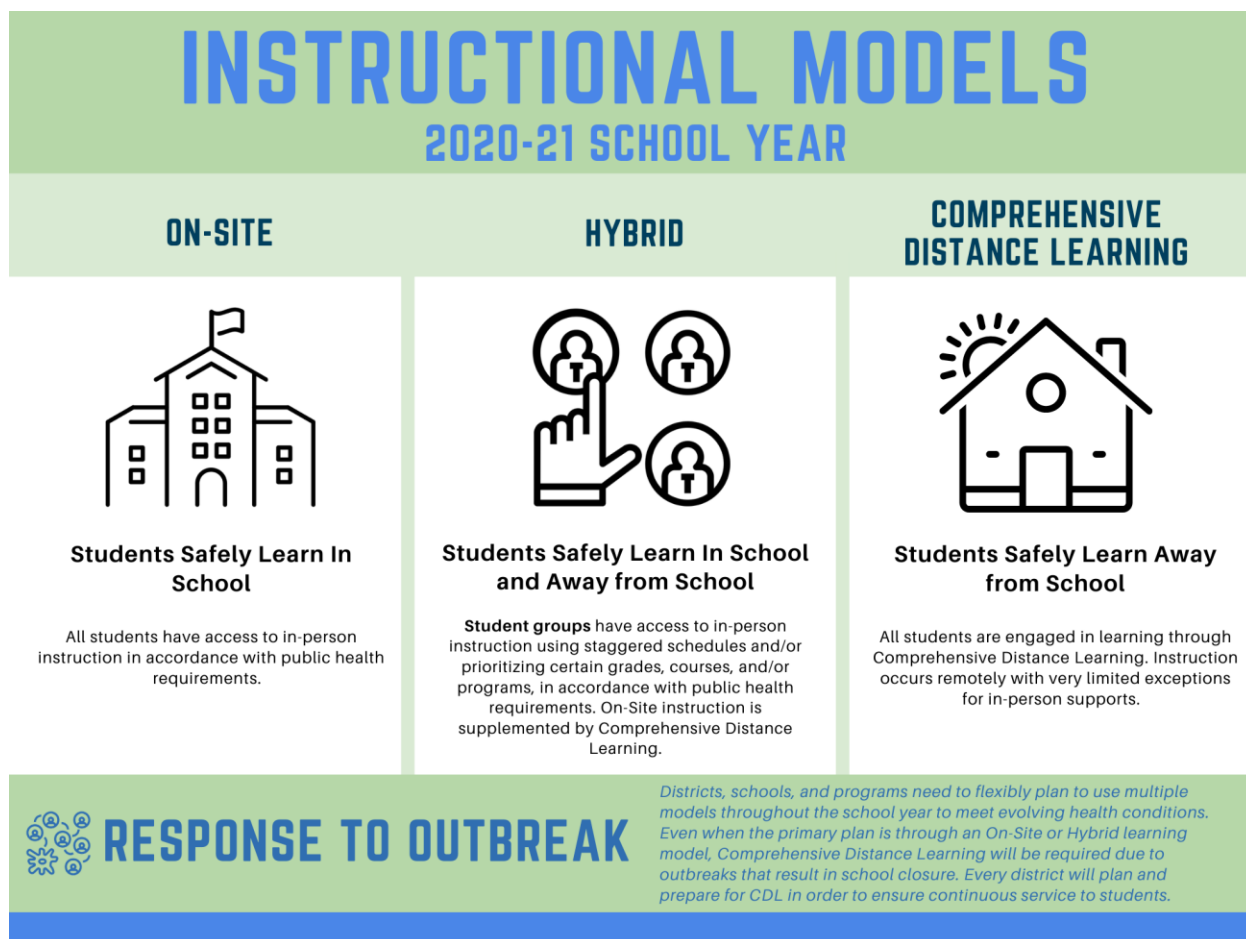 INSTRUCTIONAL MODELS
2020-21 SCHOOL YEAR
ON-SITE
Students Safely Learn In
School
All students have access to in-person
instruction in accordance with public health
requirements.
HYBRID
Students Safely Learn In School
and Away from School
Student groups have access to in-person
instruction using staggered schedules and/or
prioritizing certain grades, courses, and/or
programs, in accordance with public health
requirements. On-Site instruction is
supplemented by Comprehensive Distance
Learning.
COMPREHENSIVE
DISTANCE LEARNING
Students Safely Learn Away
from School
All students are engaged in learning through
Comprehensive Distance Learning. Instruction
occurs remotely with very limited exceptions
for in-person supports.
RESPONSE TO OUTBREAK
Districts, schools, and programs need to flexibly plan to use multiple
models throughout the school year to meet evolving health conditions.
Even when the primary plan is through an On-Site or Hybrid learning
model, Comprehensive Distance Learning will be required due to
outbreaks that result in school closure. Every district will plan and
prepare for CDL in order to ensure continuous service to students.